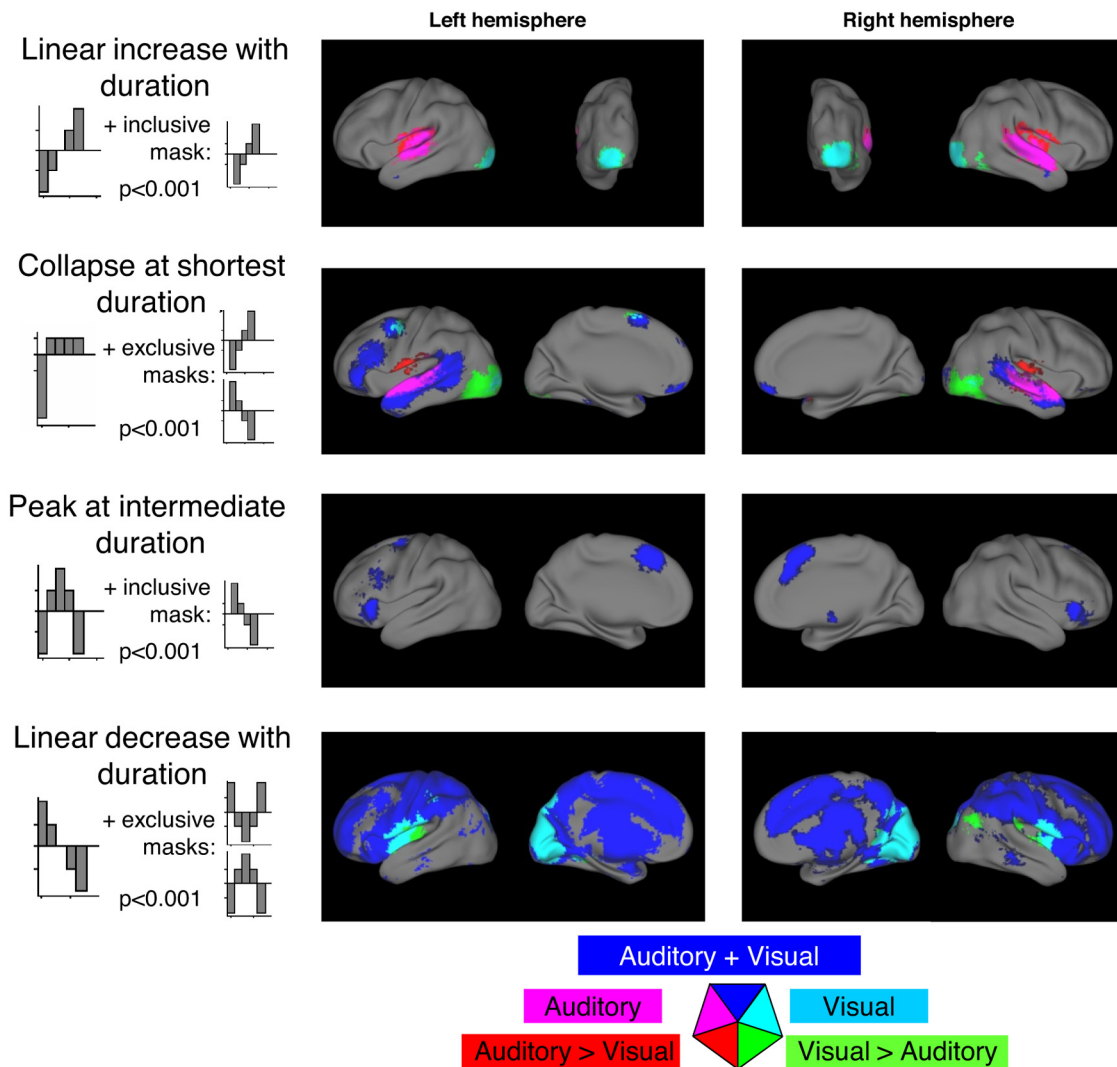 Left hemisphere
Right hemisphere
Linear increase with
duration
+ inclusive
mask:
p<0.001
Collapse at shortest
duration
+ exclusive
masks:
p<0.001
Peak at intermediate
duration
+ inclusive
mask:
p<0.001
Linear decrease with
duration
+ exclusive
masks:
p<0.001
Auditory + Visual
Auditory
Visual
Auditory > Visual
Visual > Auditory